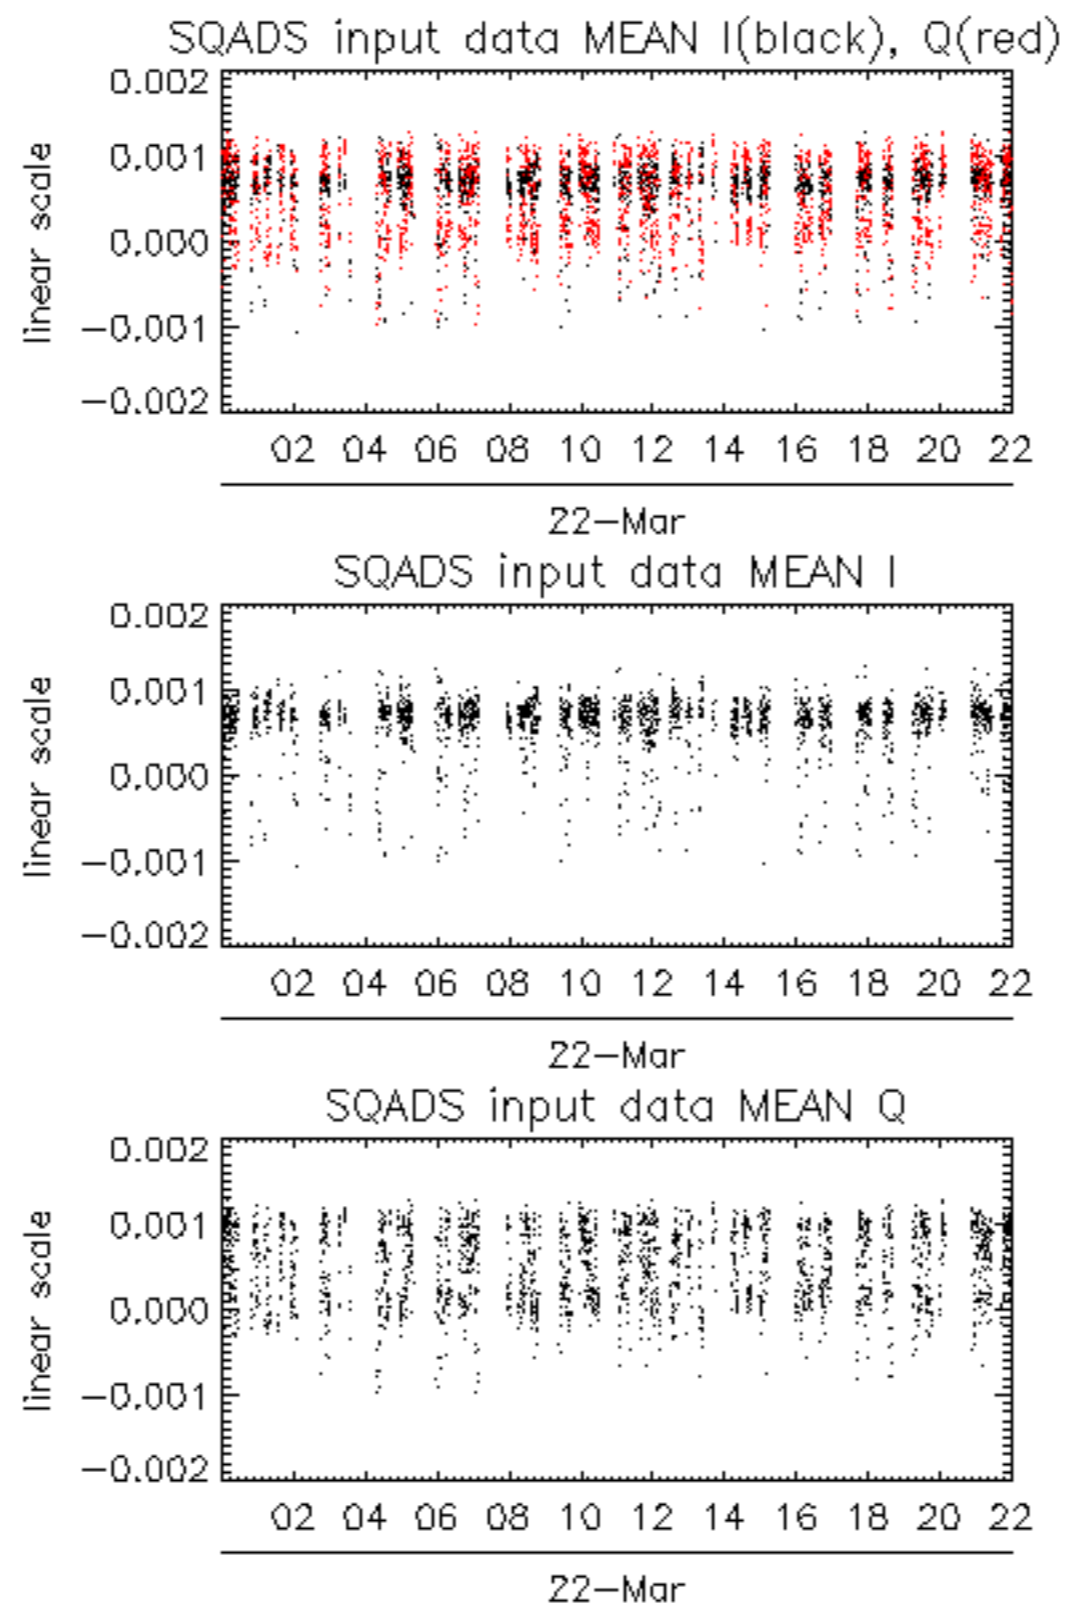 SQADS input data MEAN I(black), Q(red)
0.002
0.001
0.000
−0.001
−0.002
linear scale
02 04 06 08 10 12 14 16 18 20 22
22−Mar
SQADS input data MEAN I
0.002
0.001
0.000
−0.001
−0.002
linear scale
02 04 06 08 10 12 14 16 18 20 22
22−Mar
SQADS input data MEAN Q
0.002
0.001
0.000
−0.001
−0.002
linear scale
02 04 06 08 10 12 14 16 18 20 22
22−Mar